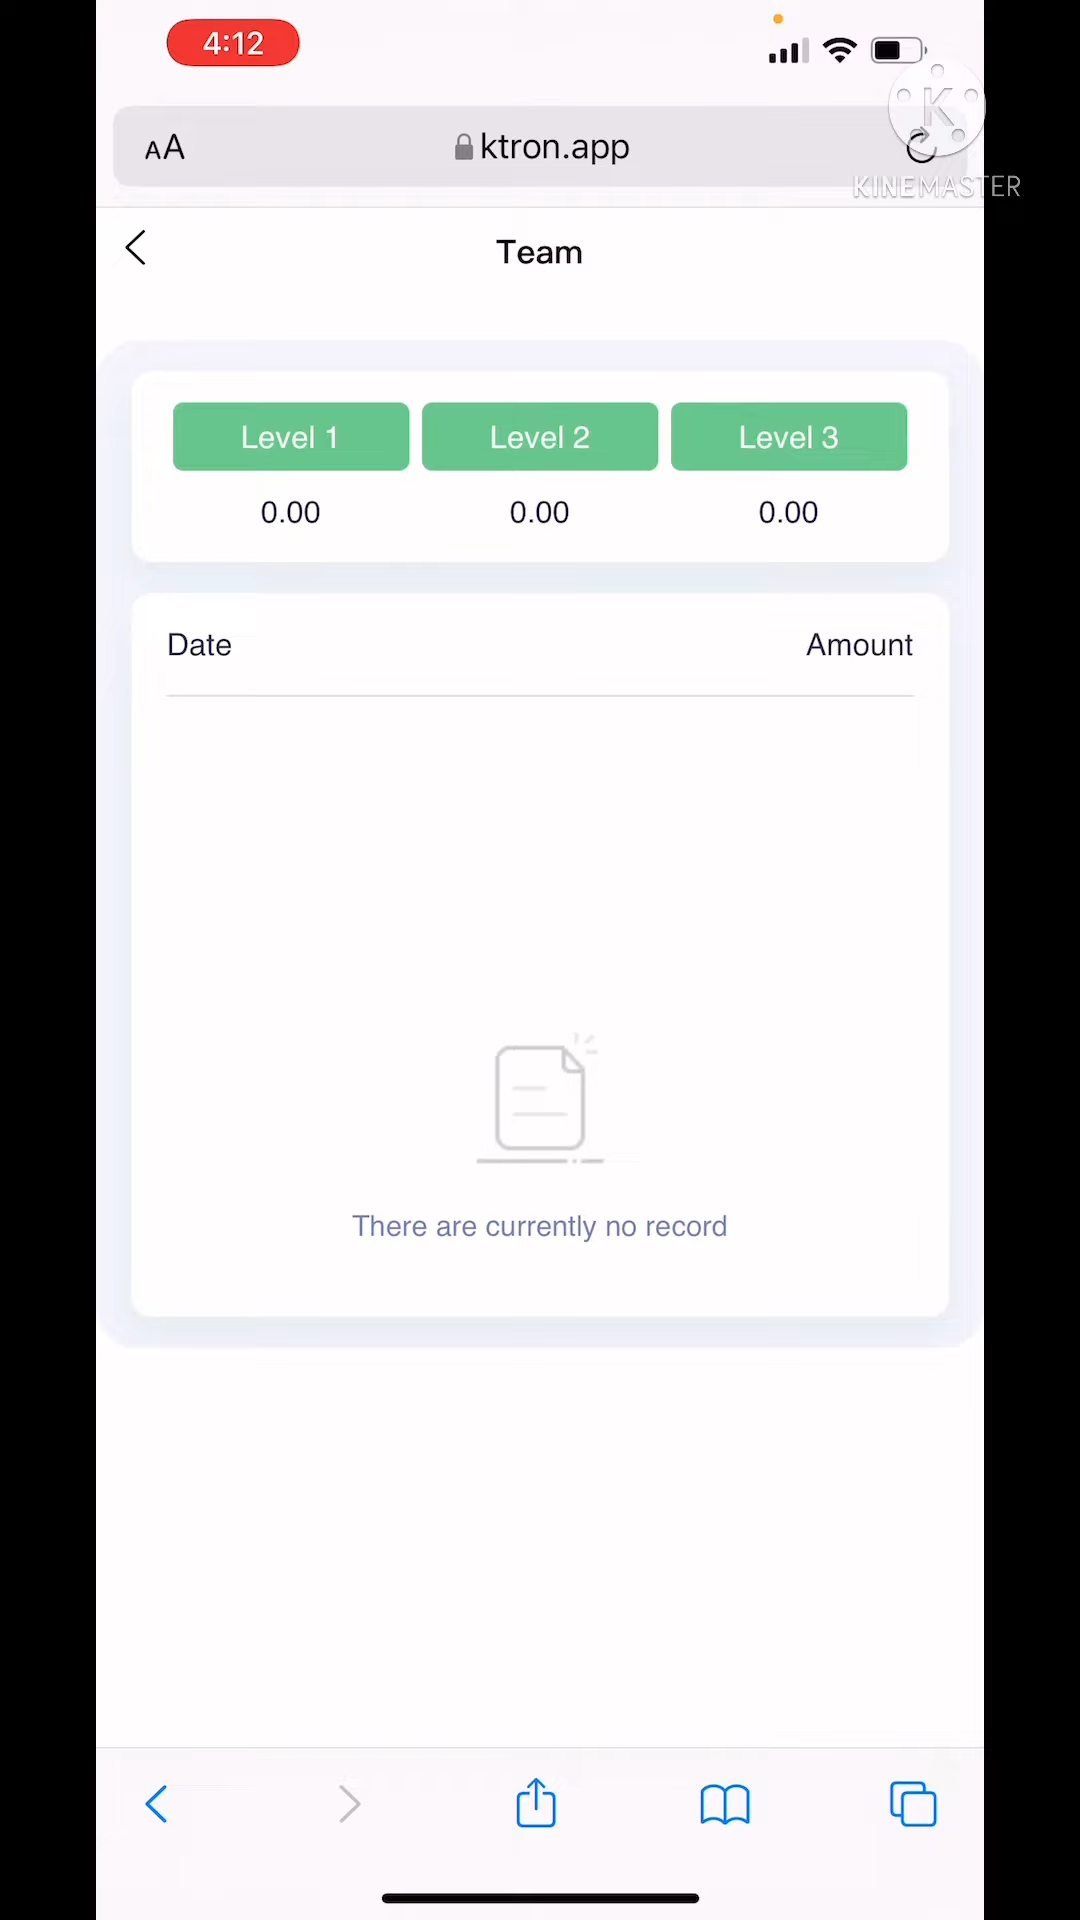 4:12
AA ktron.app
K
KINEMASTER
Team
Level 1 Level 2 Level 3
0.00 0.00 0.00
Date Amount
There are currently no record